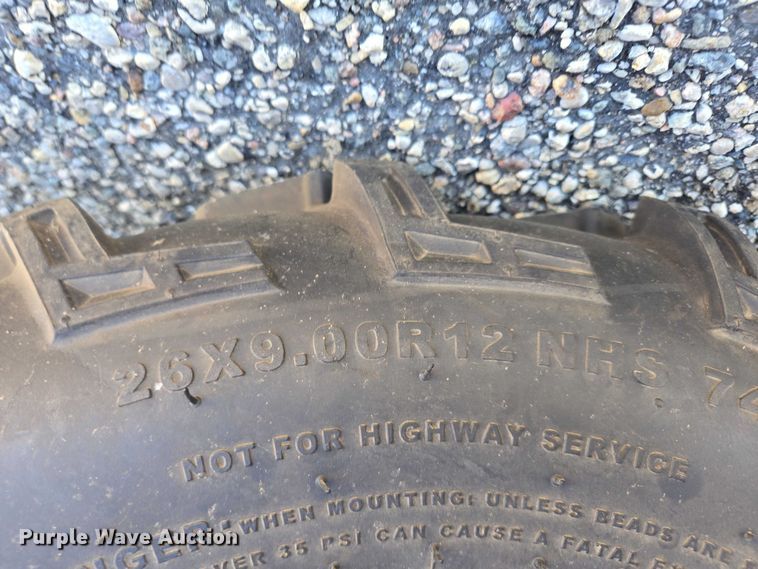 26X9.00R12 NHS 74
NOT FOR HIGHWAY SERVICE
WHEN MOUNTING: UNLESS BEADS ARE
35 PSI CAN CAUSE A FATAL
Purple Wave Auction